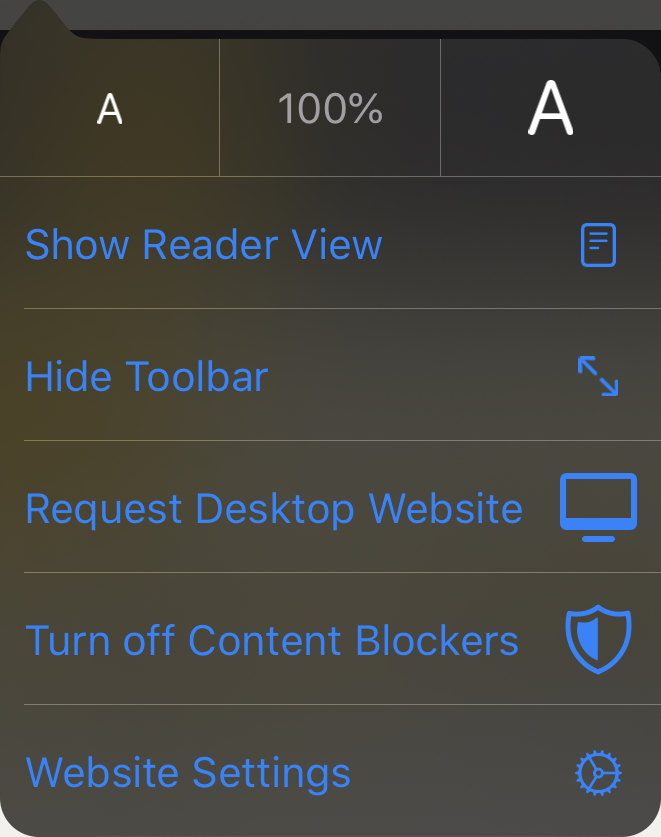 A 100% A
Show Reader View
Hide Toolbar
Request Desktop Website
Turn off Content Blockers
Website Settings